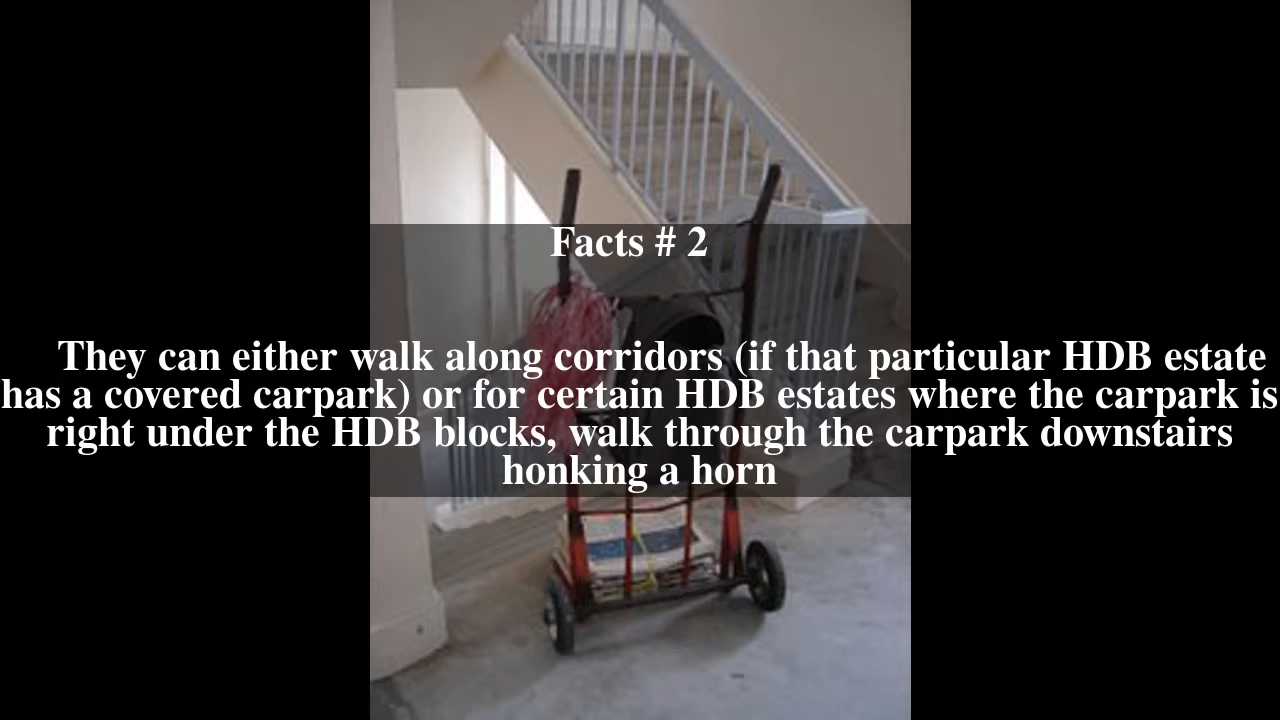 Facts # 2
They can either walk along corridors (if that particular HDB estate
has a covered carpark) or for certain HDB estates where the carpark is
right under the HDB blocks, walk through the carpark downstairs
honking a horn